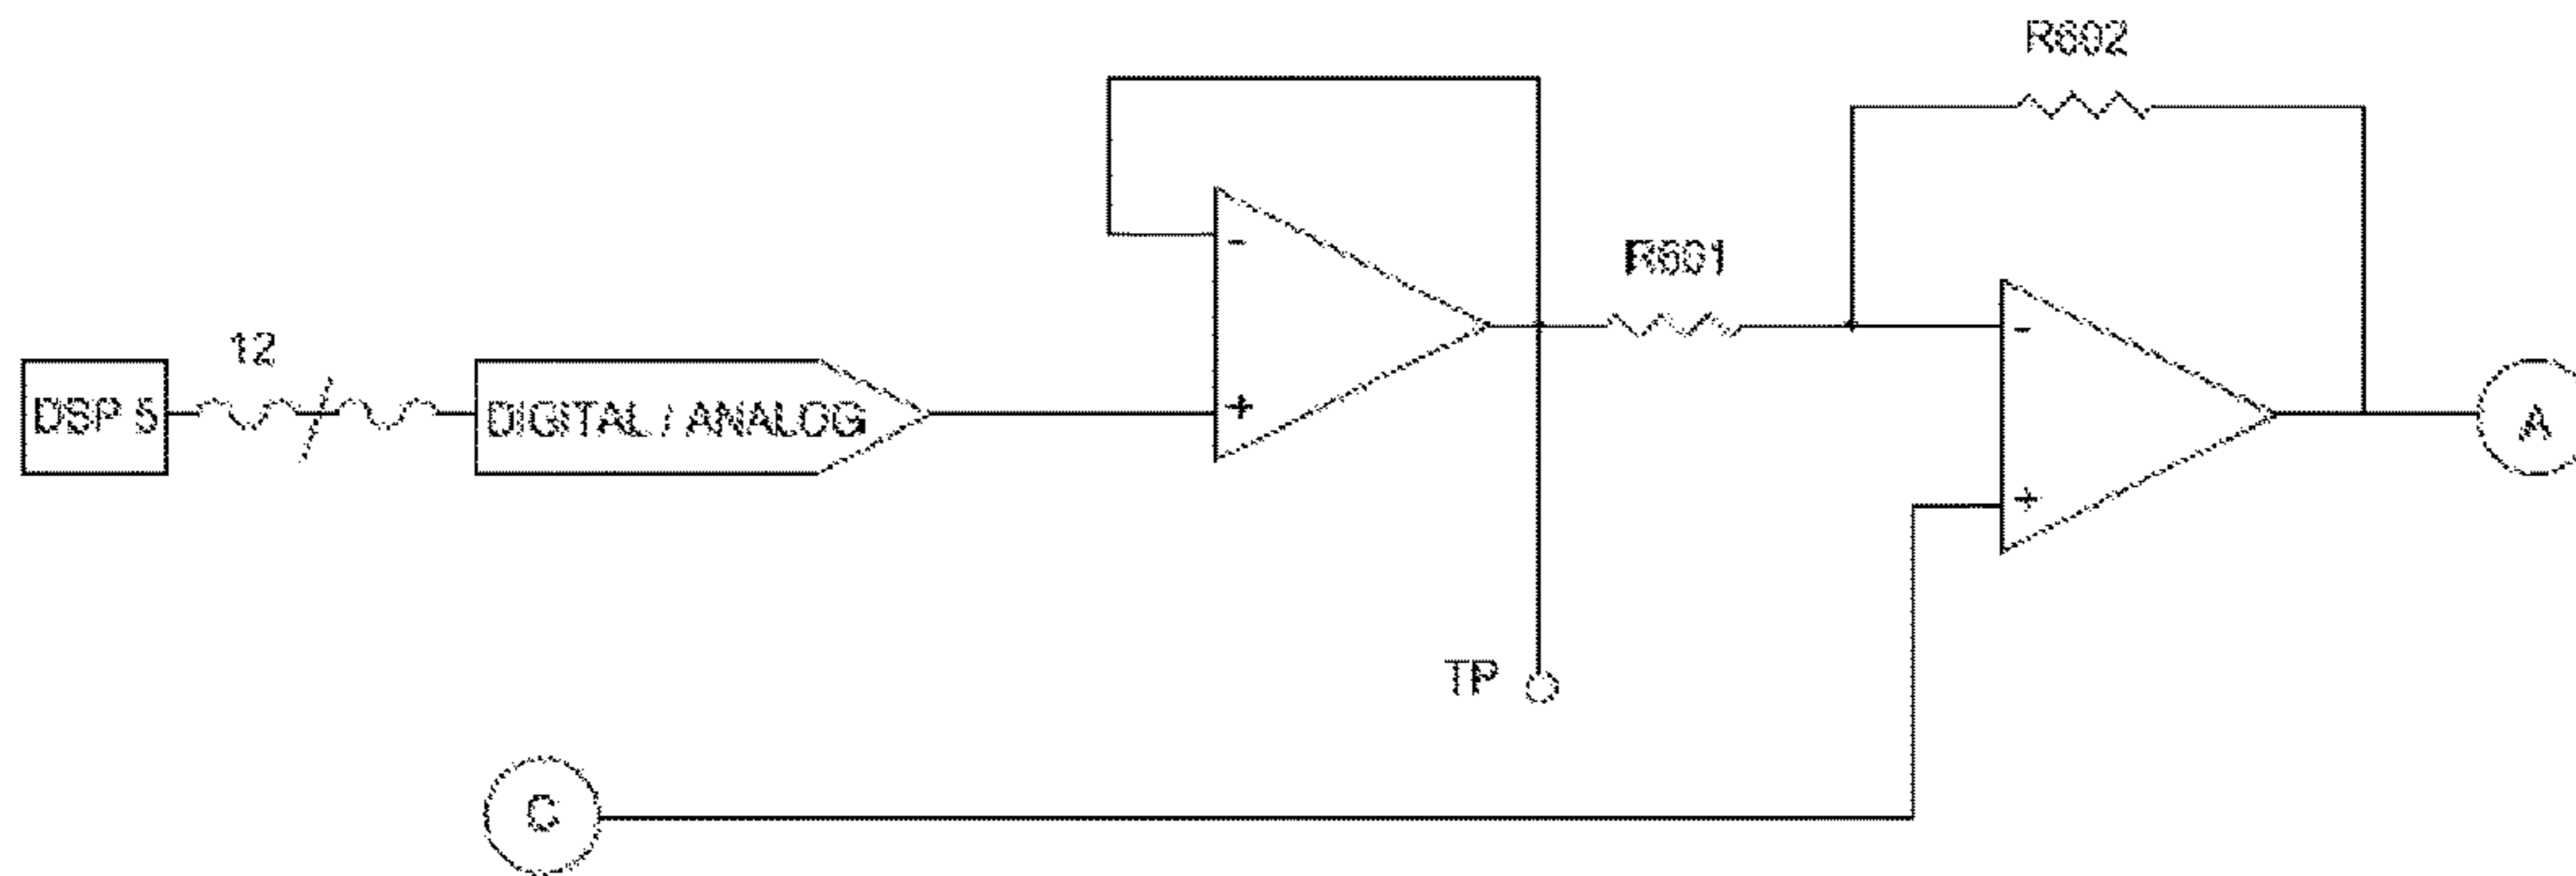 R602
R601
12
DSP 5
DIGITAL / ANALOG
-
+
-
+
A
TP
C